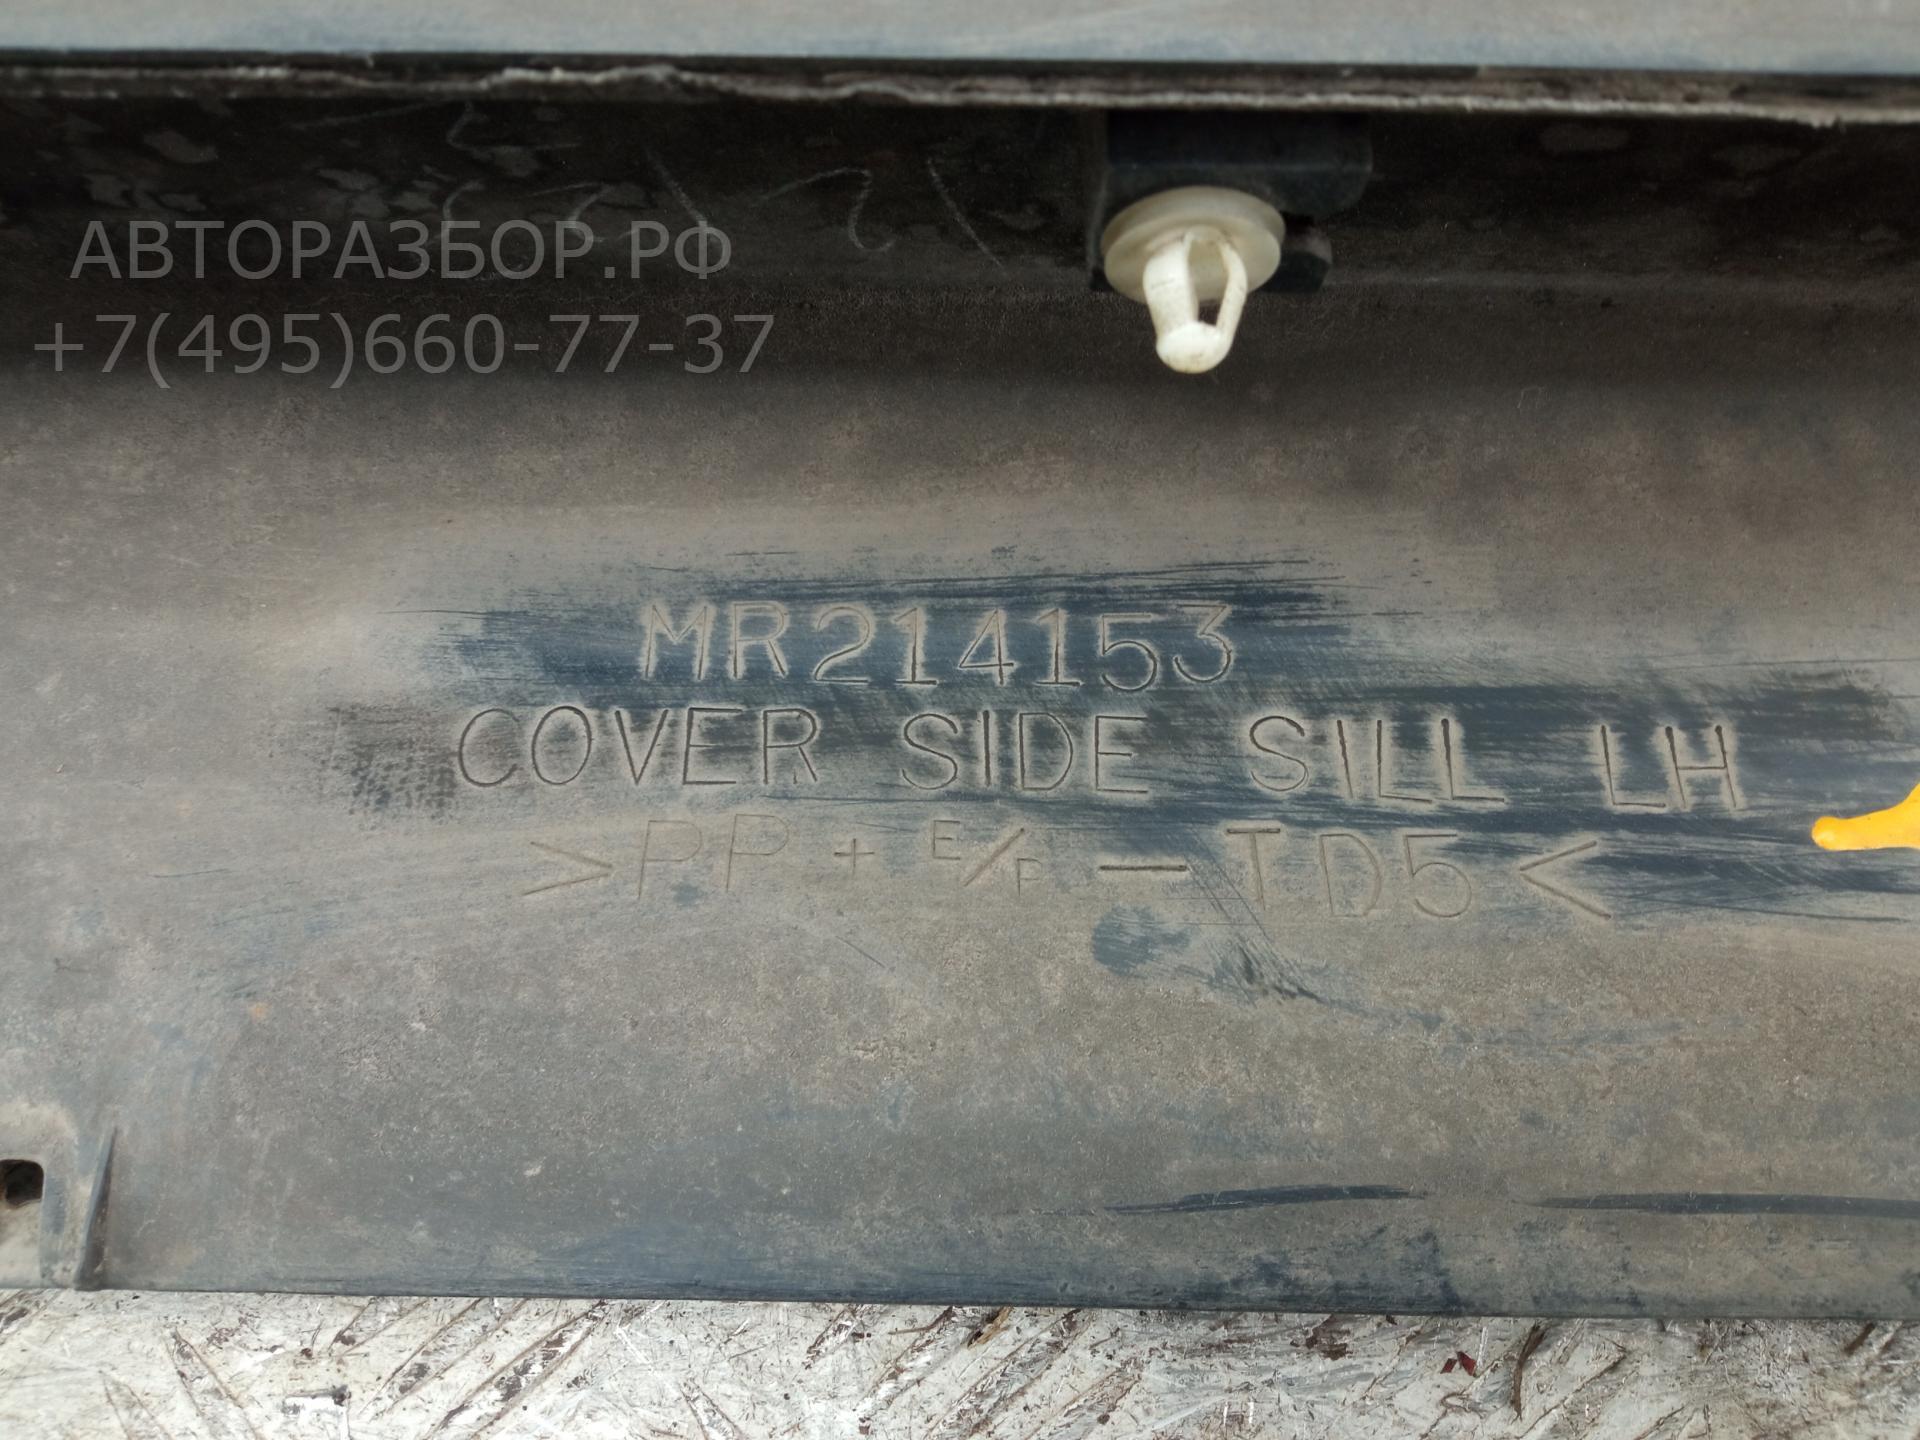 АВТОРАЗБОР.РФ
+7(495)660-77-37
MR214153
COVER SIDE SILL LH
>PP + E/P - TD5<